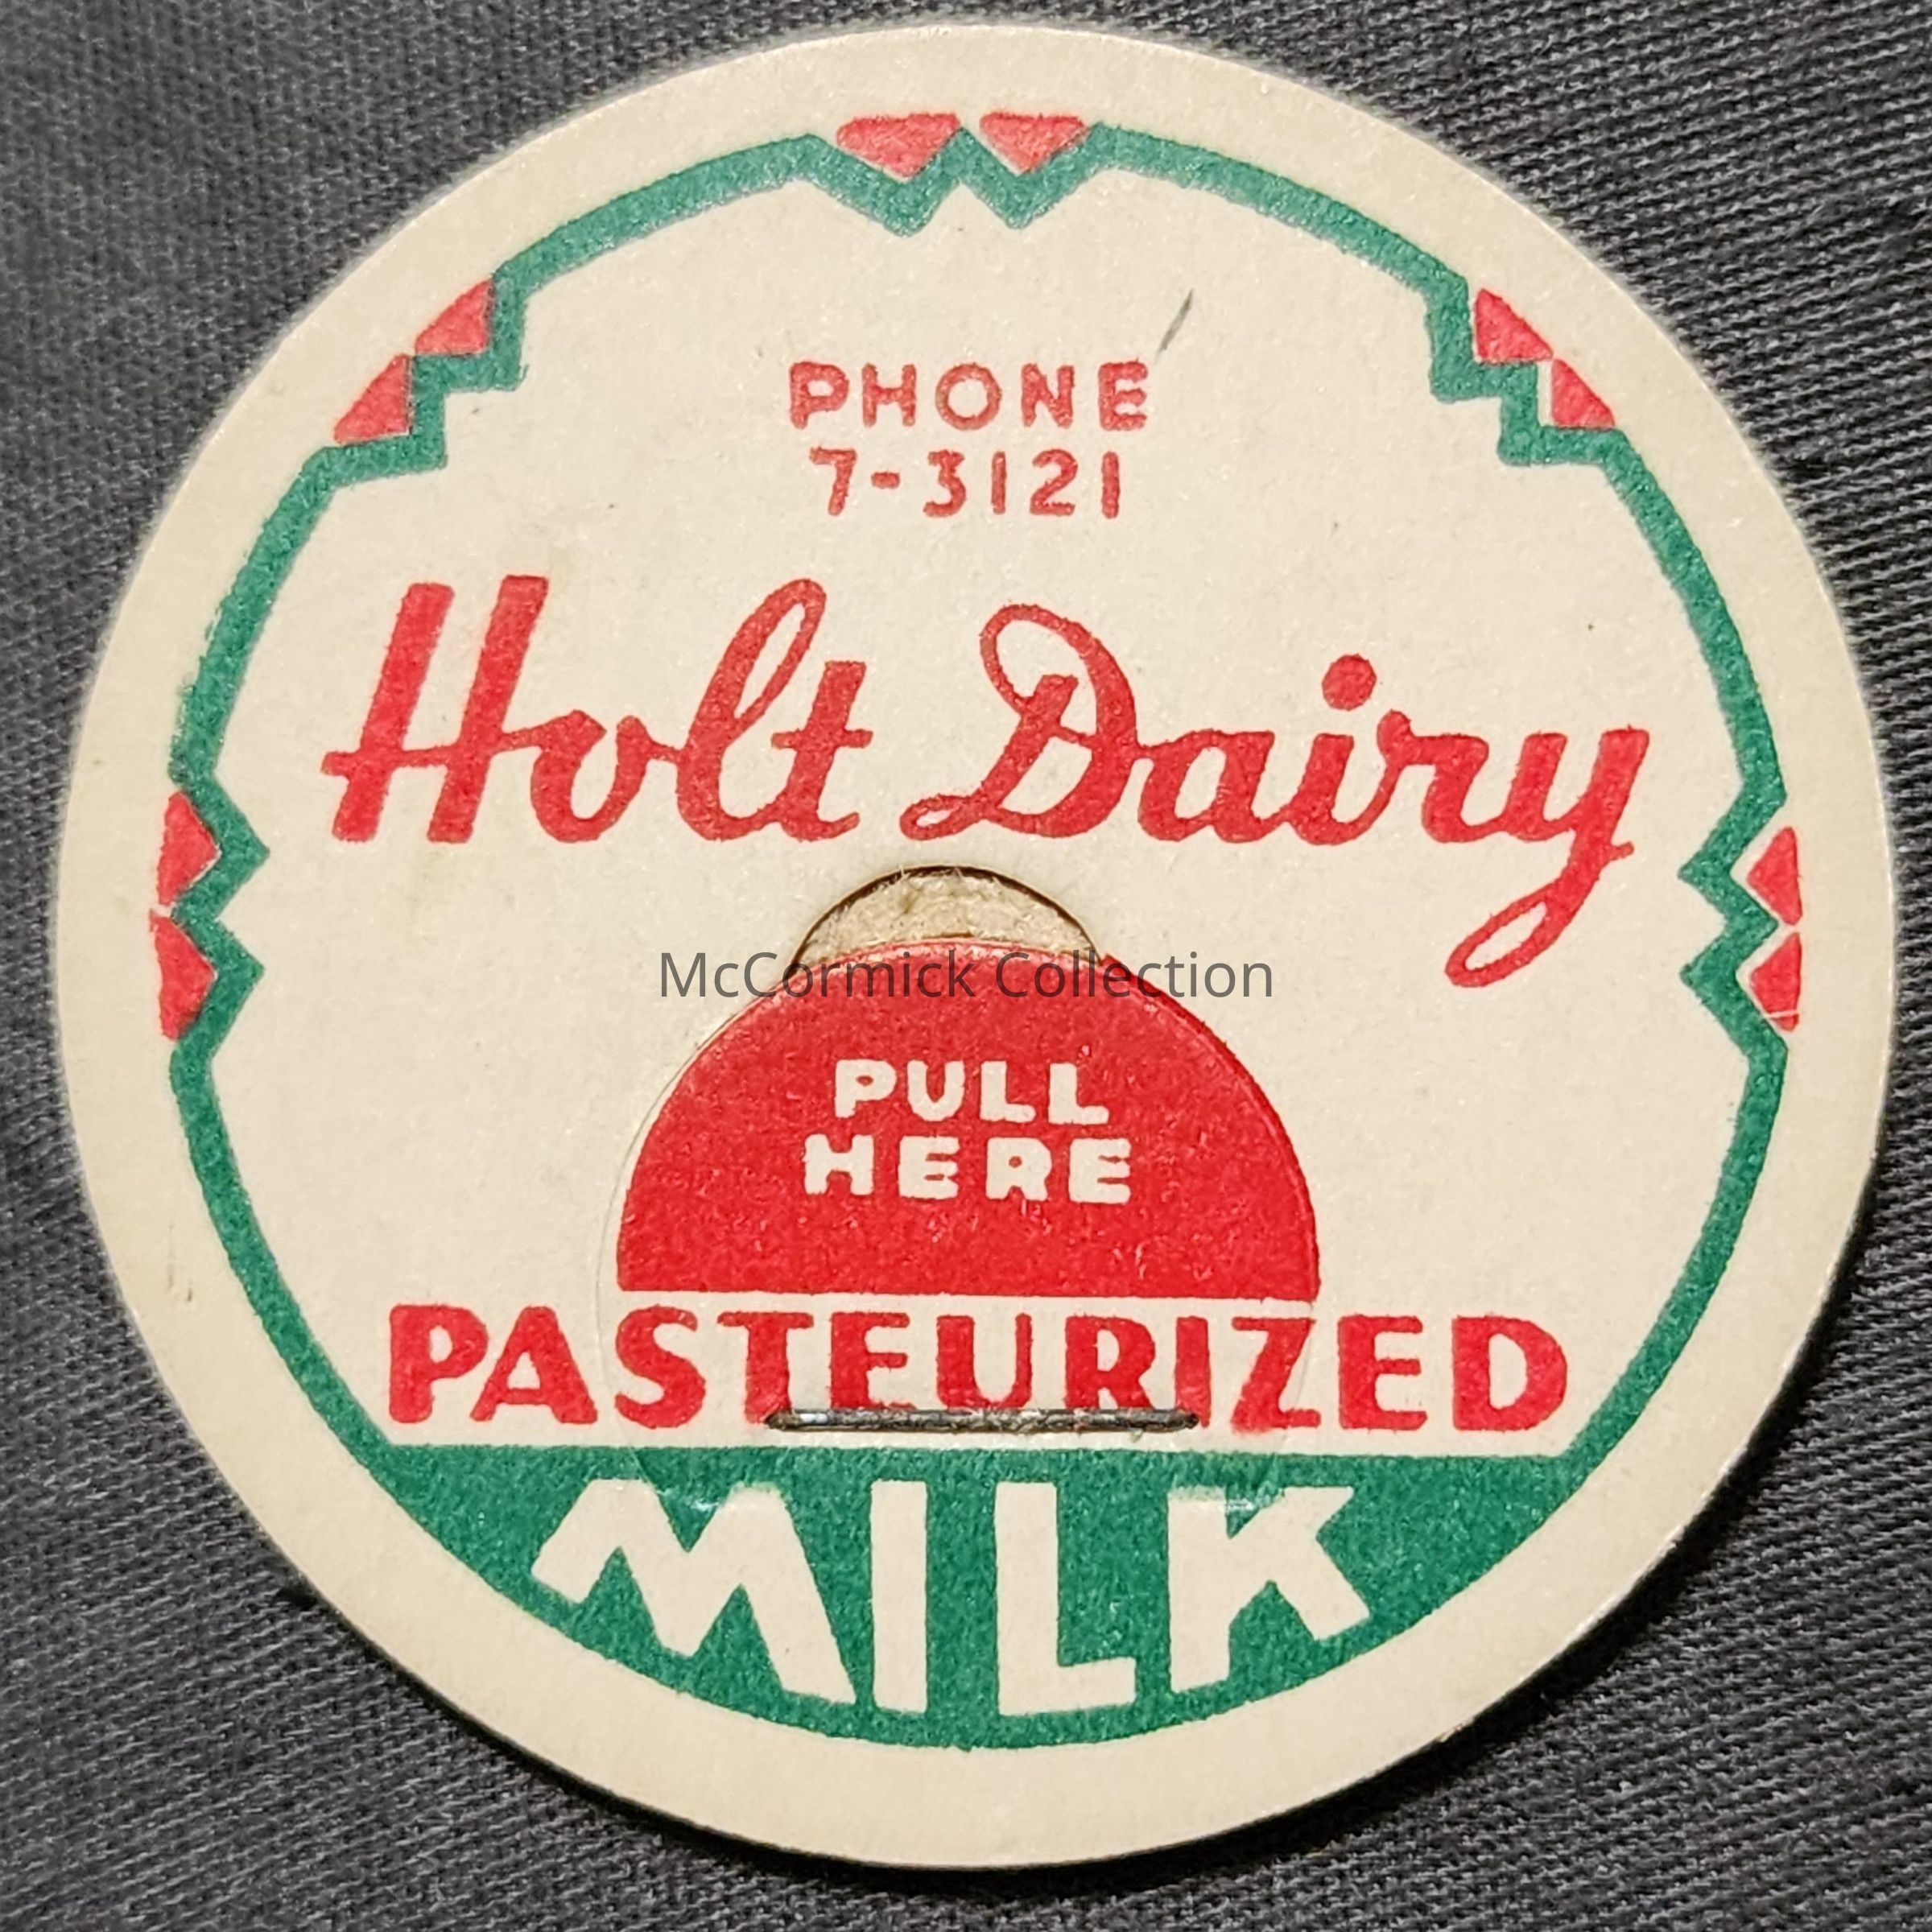 PHONE
7-3121
Holt Dairy
McCormick Collection
PULL
HERE
PASTEURIZED
MILK